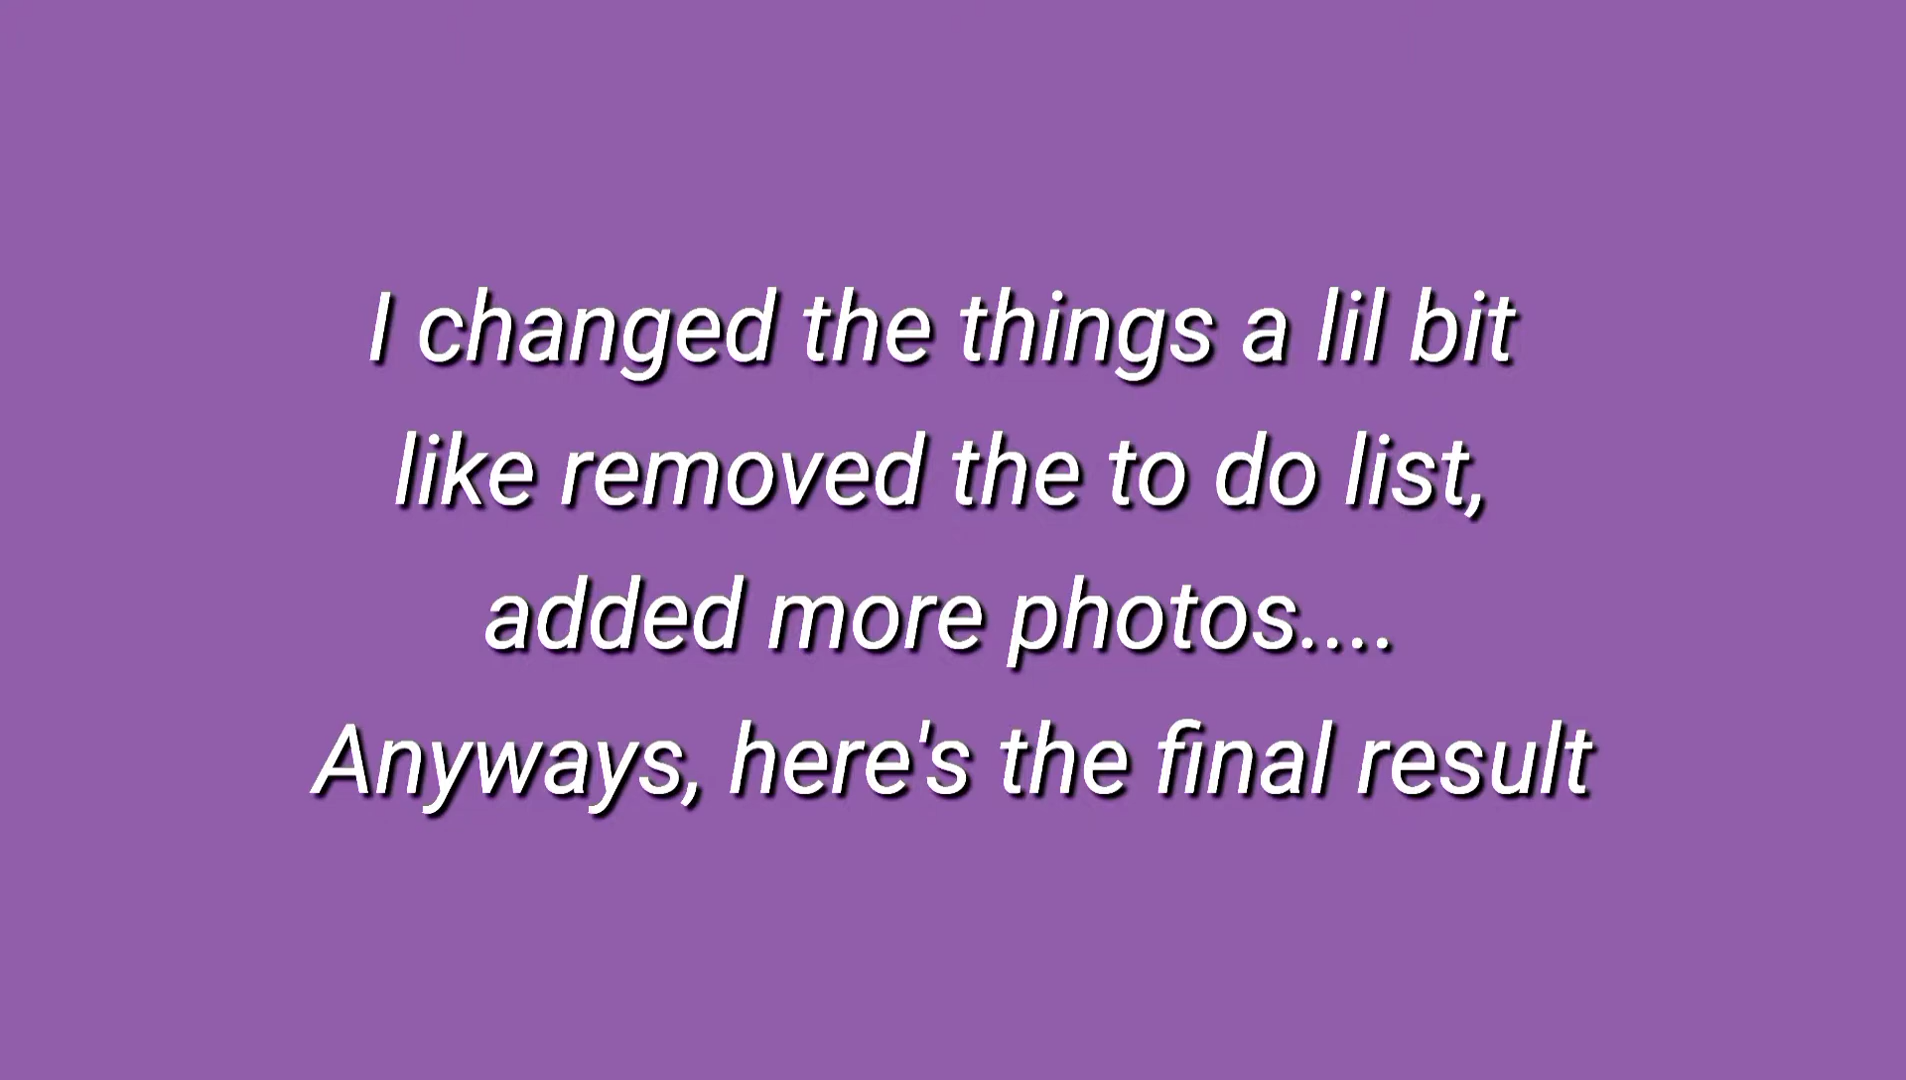 I changed the things a lil bit
like removed the to do list,
added more photos....
Anyways, here's the final result